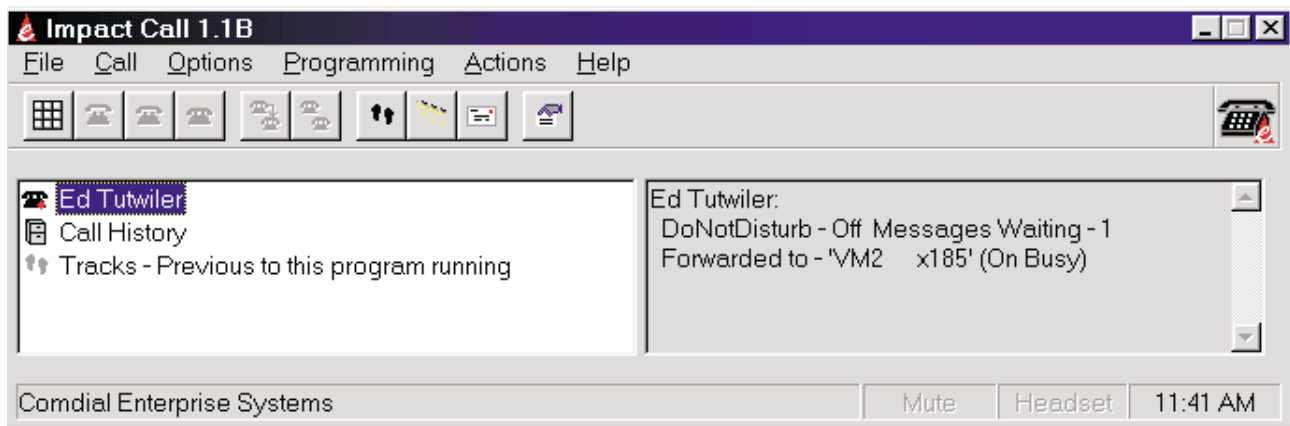 Impact Call 1.1B
File Call Options Programming Actions Help
Ed Tutwiler
Call History
Tracks - Previous to this program running
Ed Tutwiler:
DoNotDisturb - Off Messages Waiting - 1
Forwarded to - 'VM2 x185' (On Busy)
Comdial Enterprise Systems Mute Headset 11:41 AM